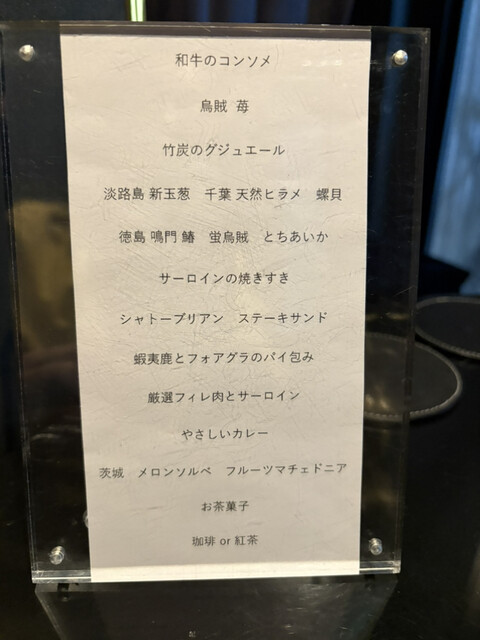 和牛のコンソメ
烏賊 苺
竹炭のグジュエール
淡路島 新玉葱 千葉 天然ヒラメ 螺貝
徳島 鳴門 鰆 蛍烏賊 とちあいか
サーロインの焼きすき
シャトーブリアン ステーキサンド
蝦夷鹿とフォアグラのパイ包み
厳選フィレ肉とサーロイン
やさしいカレー
茨城 メロンソルベ フルーツマチェドニア
お茶菓子
珈琲 or 紅茶